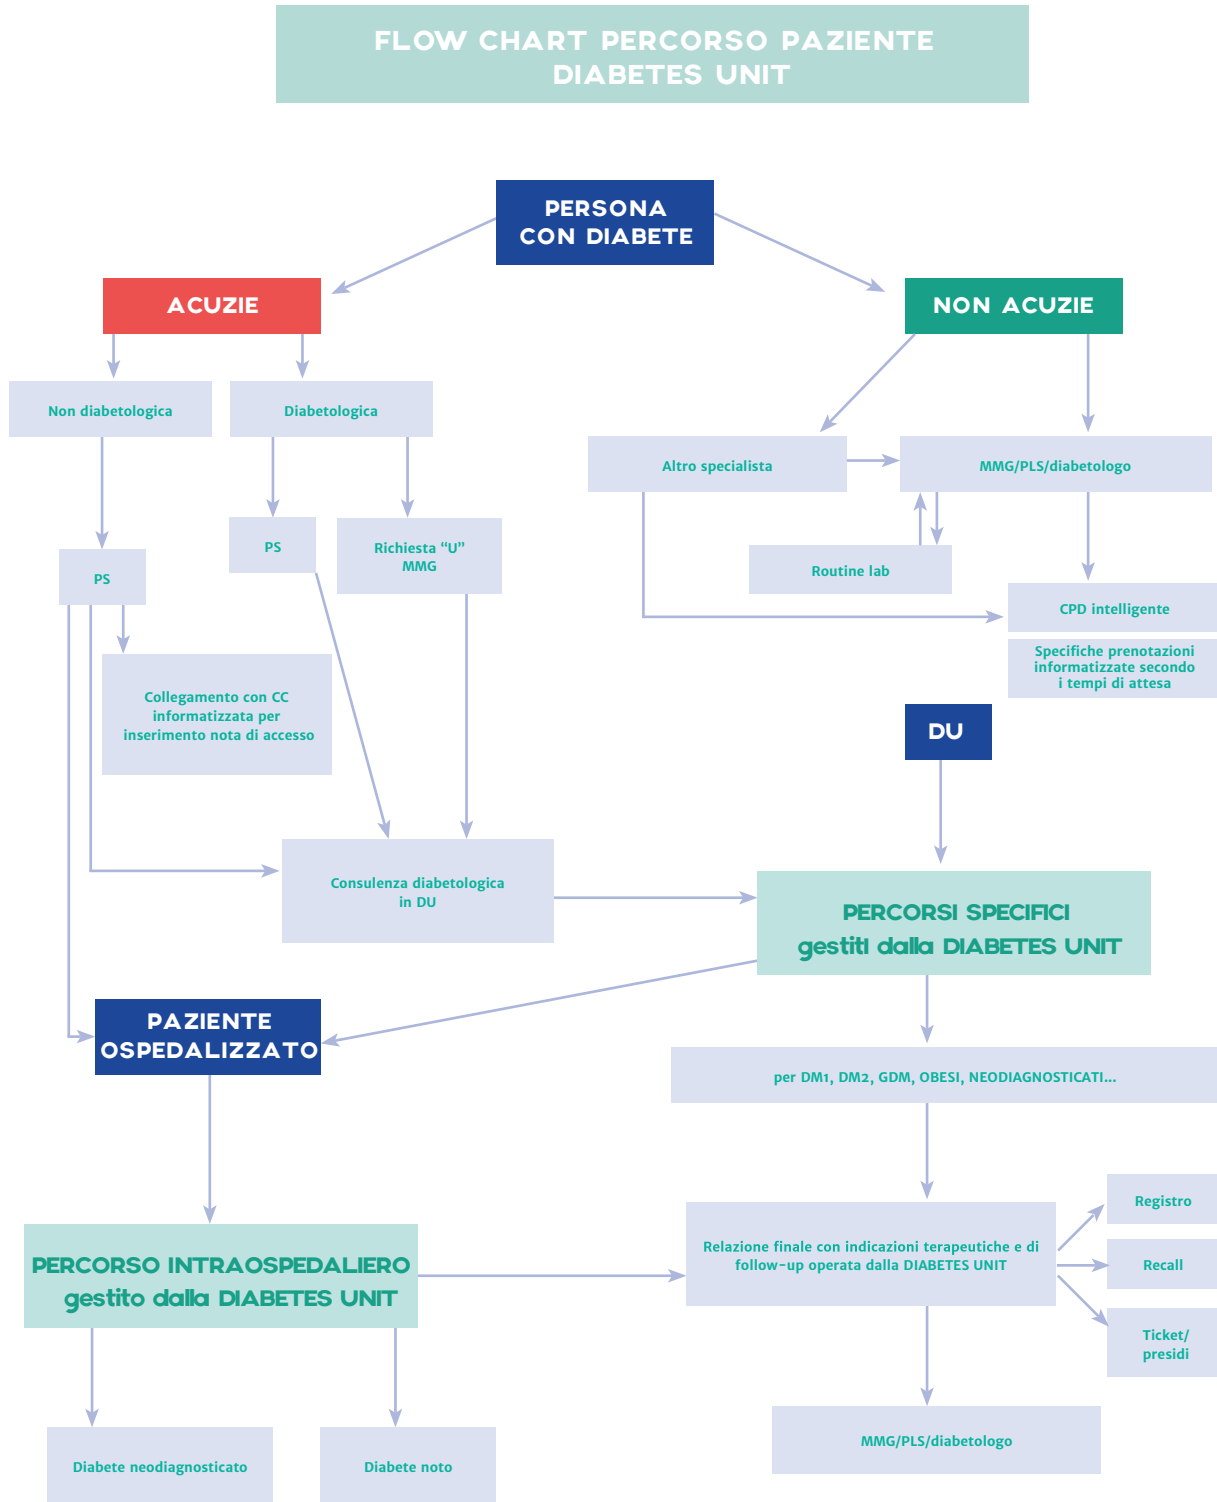 FLOW CHART PERCORSO PAZIENTE
DIABETES UNIT
PERSONA
CON DIABETE
ACUZIE
NON ACUZIE
Non diabetologica
Diabetologica
Altro specialista
MMG/PLS/diabetologo
PS
Richiesta “U”
MMG
PS
Routine lab
CPD intelligente
Specifiche prenotazioni
informatizzate secondo
i tempi di attesa
Collegamento con CC
informatizzata per
inserimento nota di accesso
DU
Consulenza diabetologica
in DU
PERCORSI SPECIFICI
gestitI dalla DIABETES UNIT
PAZIENTE
OSPEDALIZZATO
per DM1, DM2, GDM, OBESI, NEODIAGNOSTICATI...
Registro
Relazione finale con indicazioni terapeutiche e di
follow-up operata dalla DIABETES UNIT
Recall
PERCORSO INTRAOSPEDALIERO
gestito dalla DIABETES UNIT
Ticket/
presidi
MMG/PLS/diabetologo
Diabete neodiagnosticato
Diabete noto